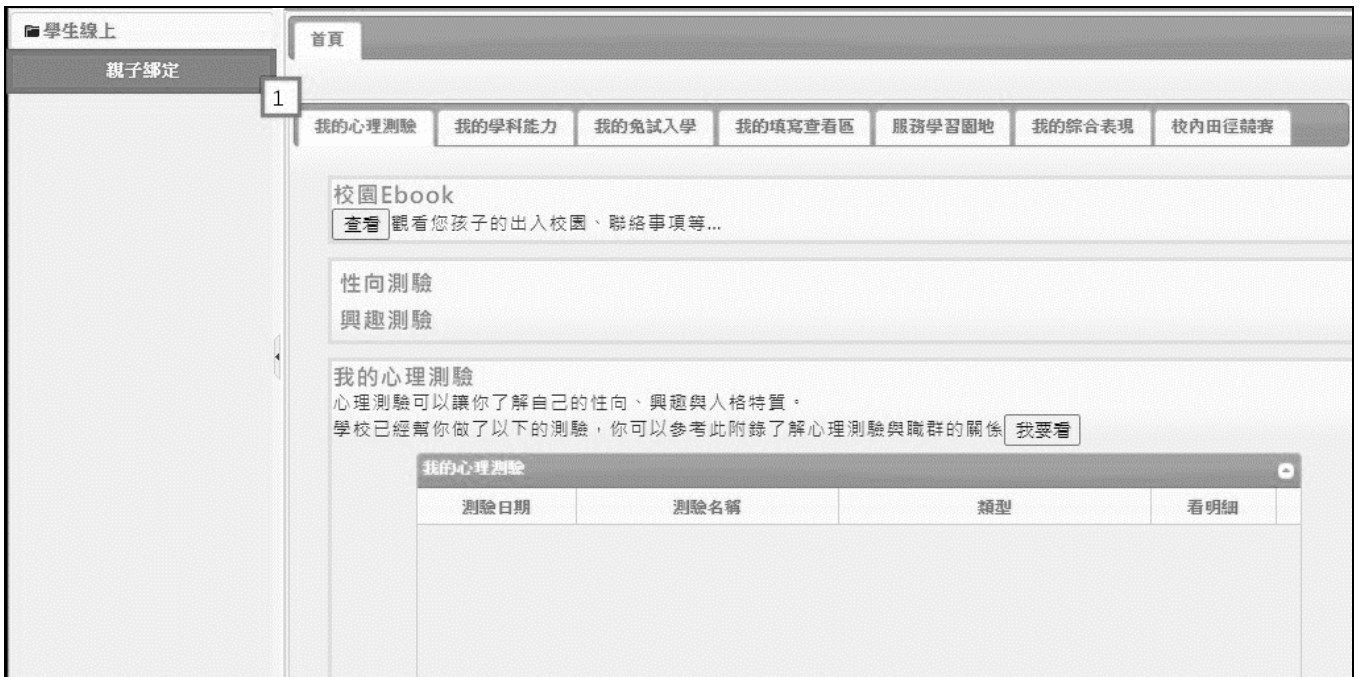 學生線上
親子綁定
1
首頁
我的心理測驗 我的學科能力 我的免試入學 我的填寫查看區 服務學習園地 我的綜合表現 校內田徑競賽
校園Ebook
查看 觀看您孩子的出入校園、聯絡事項等...
性向測驗
興趣測驗
我的心理測驗
心理測驗可以讓你了解自己的性向、興趣與人格特質。
學校已經幫你做了以下的測驗,你可以參考此附錄了解心理測驗與職群的關係 我要看
我的心理測驗
測驗日期 測驗名稱 類型 看明細